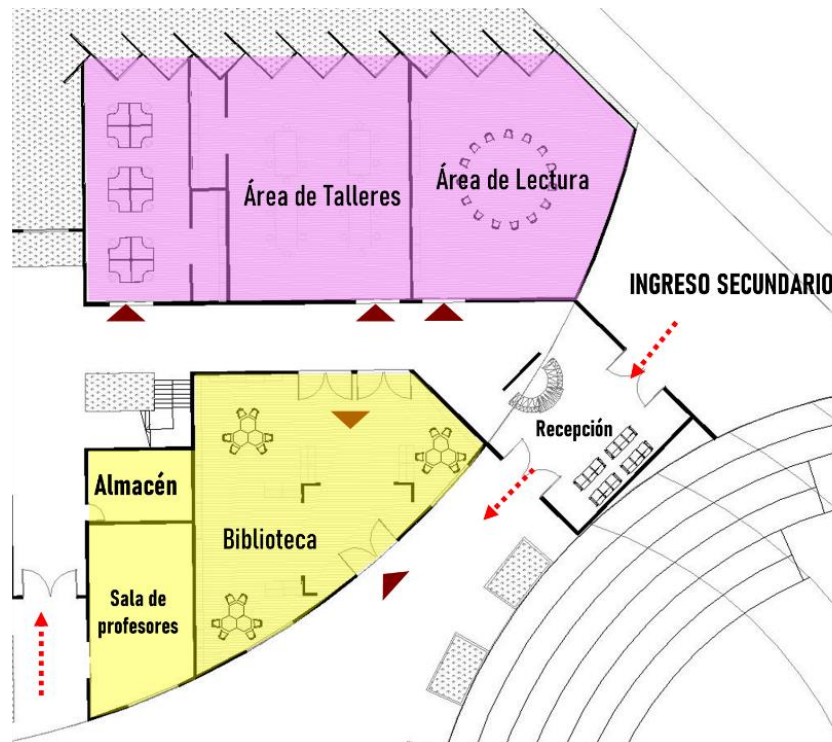 Área de Talleres
Área de Lectura
INGRESO SECUNDARIO
Recepción
Almacén
Biblioteca
Sala de
profesores